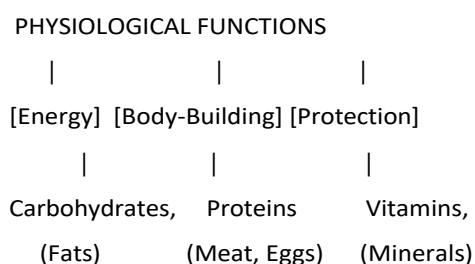 PHYSIOLOGICAL FUNCTIONS
| | |
[Energy] [Body-Building] [Protection]
| | |
Carbohydrates, Proteins Vitamins,
(Fats) (Meat, Eggs) (Minerals)